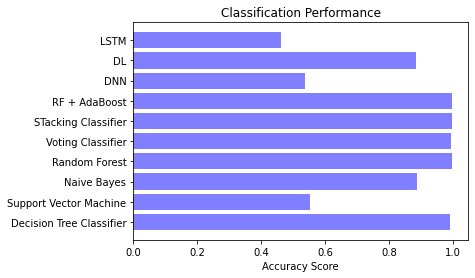 Classification Performance
LSTM
DL
DNN
RF + AdaBoost
STacking Classifier
Voting Classifier
Random Forest
Naive Bayes
Support Vector Machine
Decision Tree Classifier
0.0 0.2 0.4 0.6 0.8 1.0
Accuracy Score